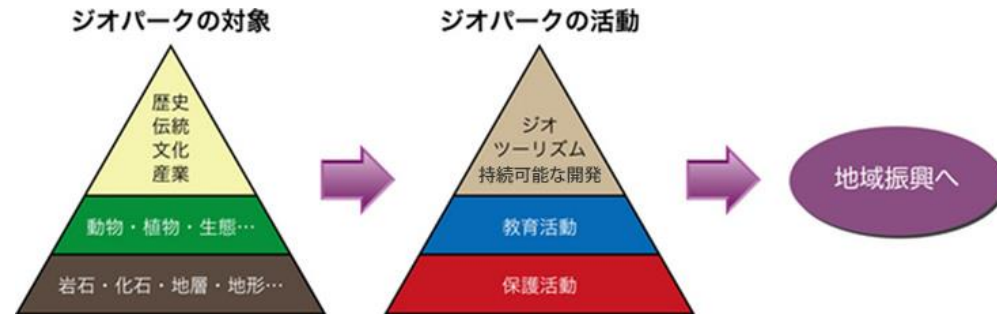 ジオパークの対象
歴史
伝統
文化
産業
動物・植物・生態…
岩石・化石・地層・地形…
ジオパークの活動
ジオ
ツーリズム
持続可能な開発
教育活動
保護活動
地域振興へ